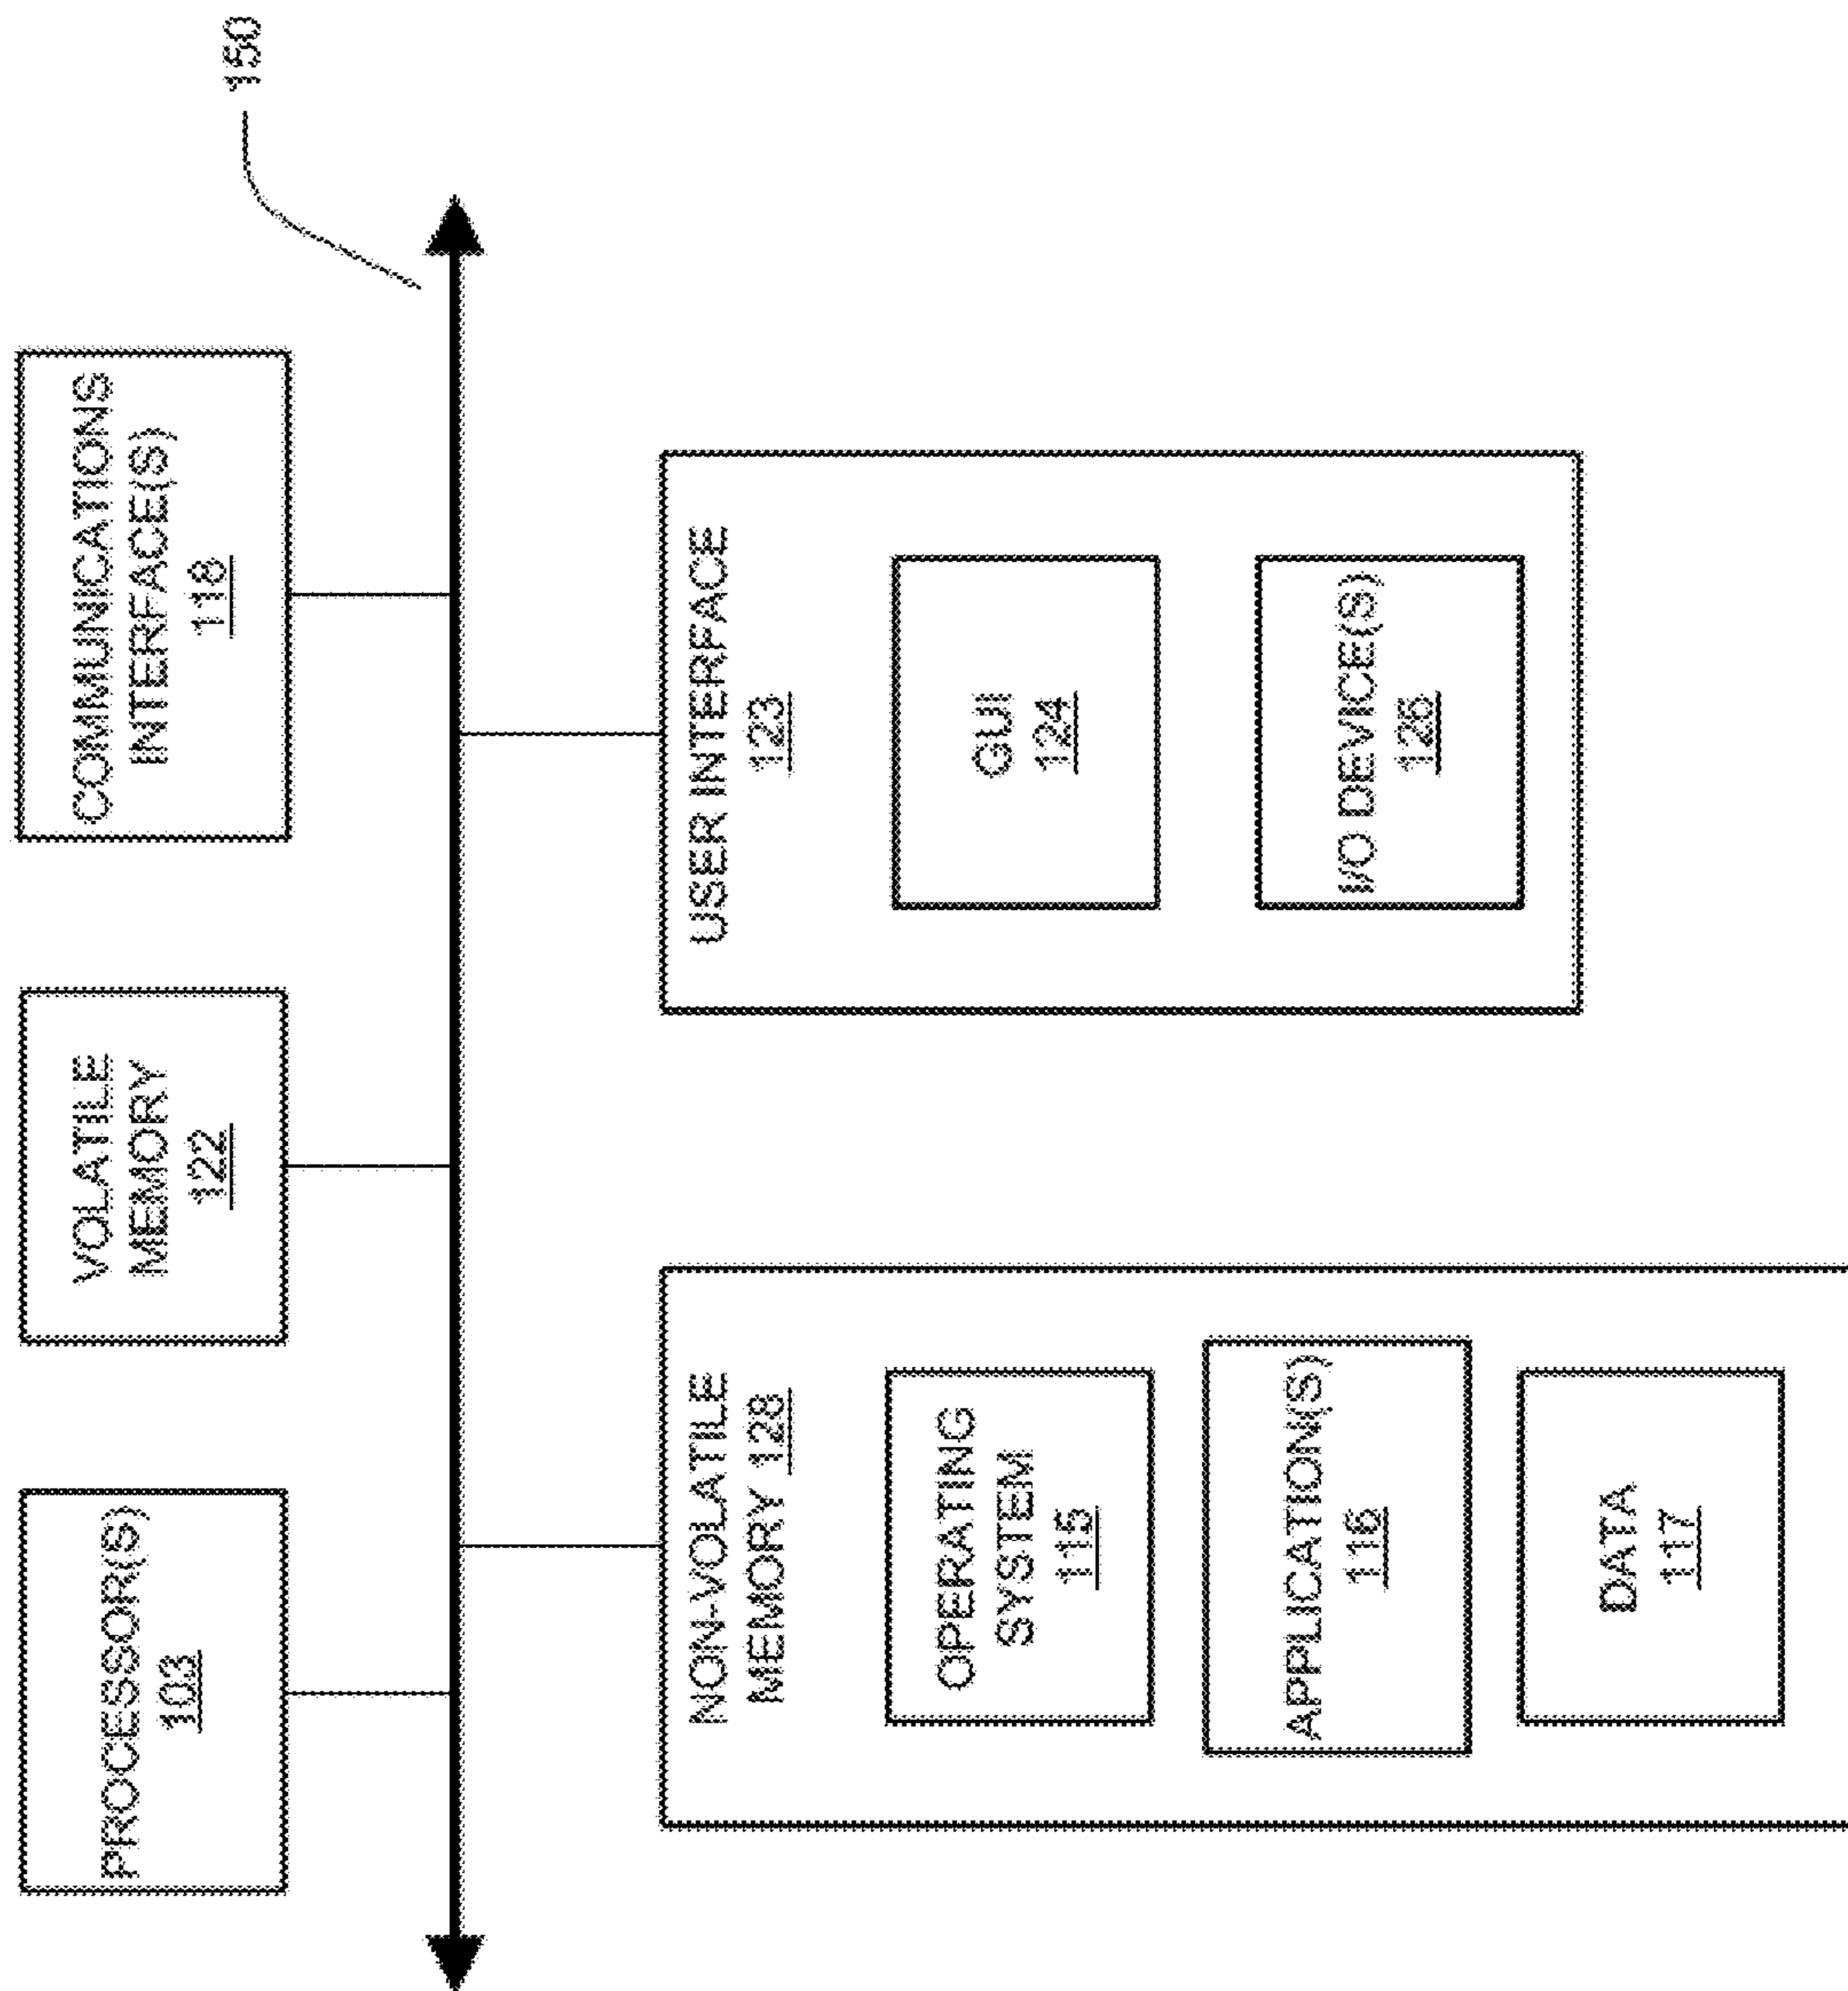 PROCESSOR(S)
103
VOLATILE
MEMORY
122
COMMUNICATIONS
INTERFACE(S)
118
150
NON-VOLATILE
MEMORY 128
OPERATING
SYSTEM
115
APPLICATION(S)
116
DATA
117
USER INTERFACE
123
GUI
124
I/O DEVICE(S)
126